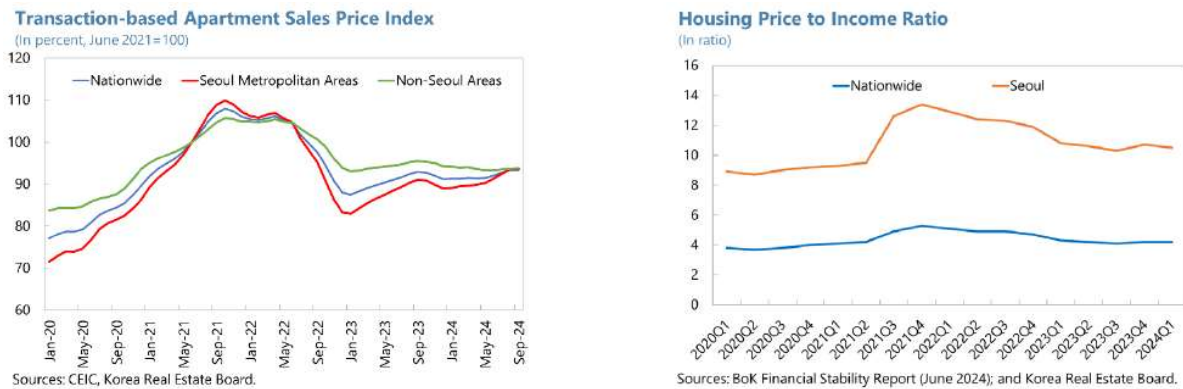 Transaction-based Apartment Sales Price Index
(In percent, June 2021=100)
120
Nationwide Seoul Metropolitan Areas Non-Seoul Areas
110
100
90
80
70
60
Jan-20 May-20 Sep-20 Jan-21 May-21 Sep-21 Jan-22 May-22 Sep-22 Jan-23 May-23 Sep-23 Jan-24 May-24 Sep-24
Sources: CEIC, Korea Real Estate Board.
Housing Price to Income Ratio
(In ratio)
16
Nationwide Seoul
14
12
10
8
6
4
2
0
2020Q1 2020Q2 2020Q3 2020Q4 2021Q1 2021Q2 2021Q3 2021Q4 2022Q1 2022Q2 2022Q3 2022Q4 2023Q1 2023Q2 2023Q3 2023Q4 2024Q1
Sources: BoK Financial Stability Report (June 2024); and Korea Real Estate Board.